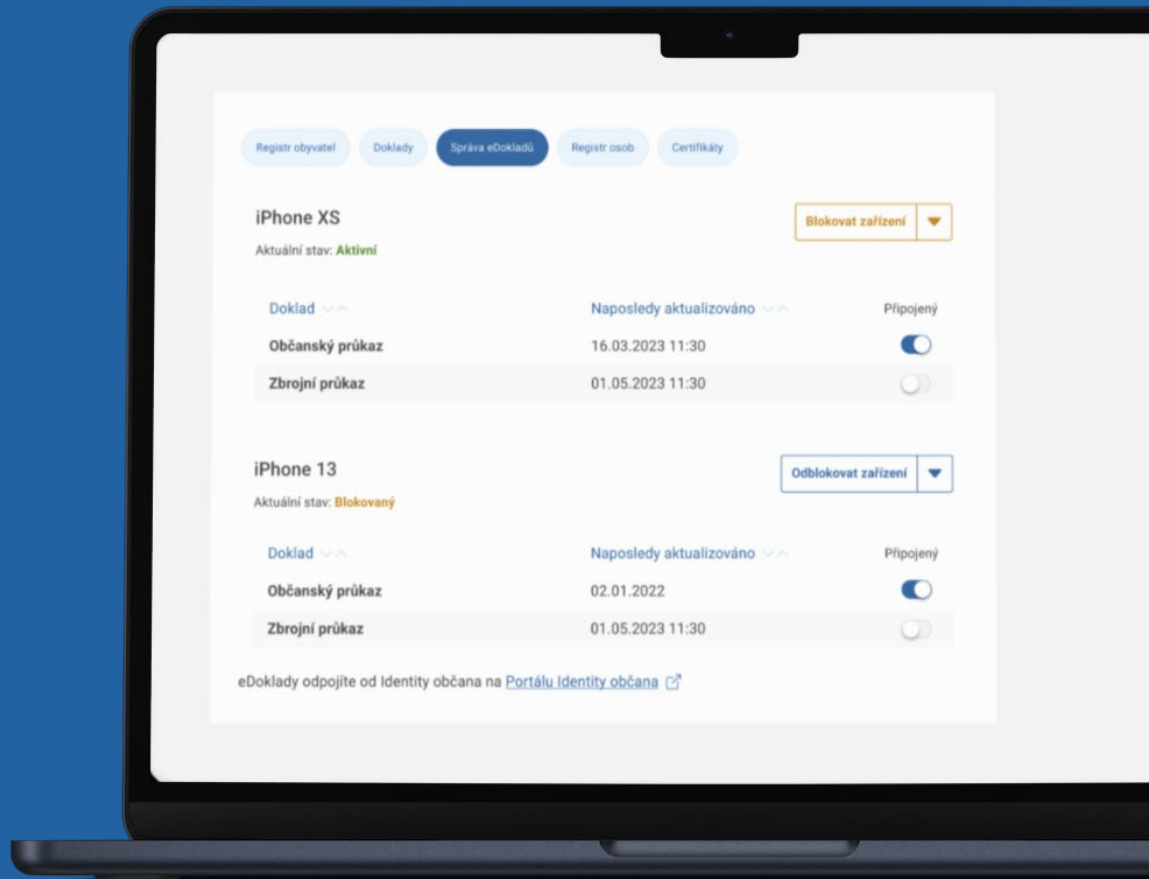 Registr obyvatel Doklady Správa eDokladů Registr osob Certifikáty
iPhone XS Blokovat zařízení
Aktuální stav: Aktivní
Doklad Naposledy aktualizováno Připojený
Občanský průkaz 16.03.2023 11:30
Zbrojní průkaz 01.05.2023 11:30
iPhone 13 Odblokovat zařízení
Aktuální stav: Blokovaný
Doklad Naposledy aktualizováno Připojený
Občanský průkaz 02.01.2022
Zbrojní průkaz 01.05.2023 11:30
eDoklady odpojíte od Identity občana na Portálu Identity občana